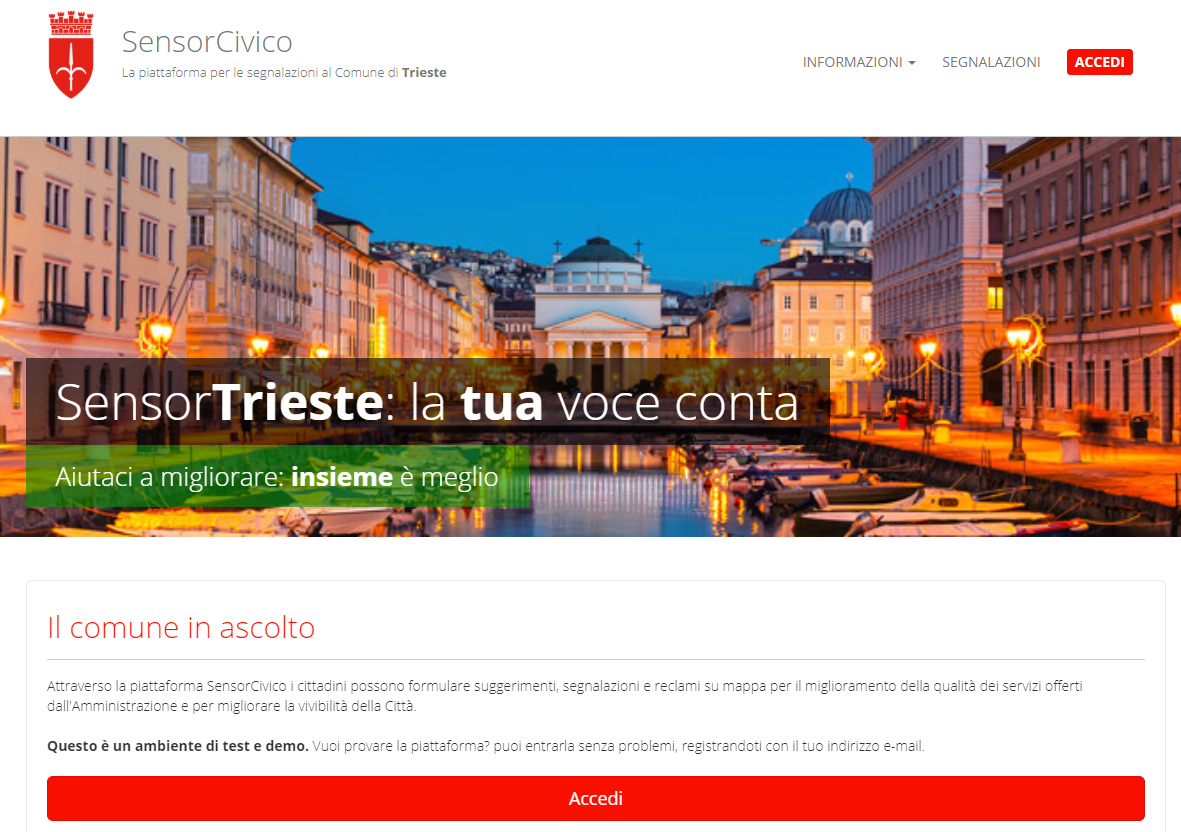 SensorCivico
La piattaforma per le segnalazioni al Comune di Trieste
INFORMAZIONI
SEGNALAZIONI
ACCEDI
SensorTrieste: la tua voce conta
Aiutaci a migliorare: insieme è meglio
Il comune in ascolto
Attraverso la piattaforma SensorCivico i cittadini possono formulare suggerimenti, segnalazioni e reclami su mappa per il miglioramento della qualità dei servizi offerti
dall'Amministrazione e per migliorare la vivibilità della Città.
Questo è un ambiente di test e demo. Vuoi provare la piattaforma? puoi entrarla senza problemi, registrandoti con il tuo indirizzo e-mail.
Accedi